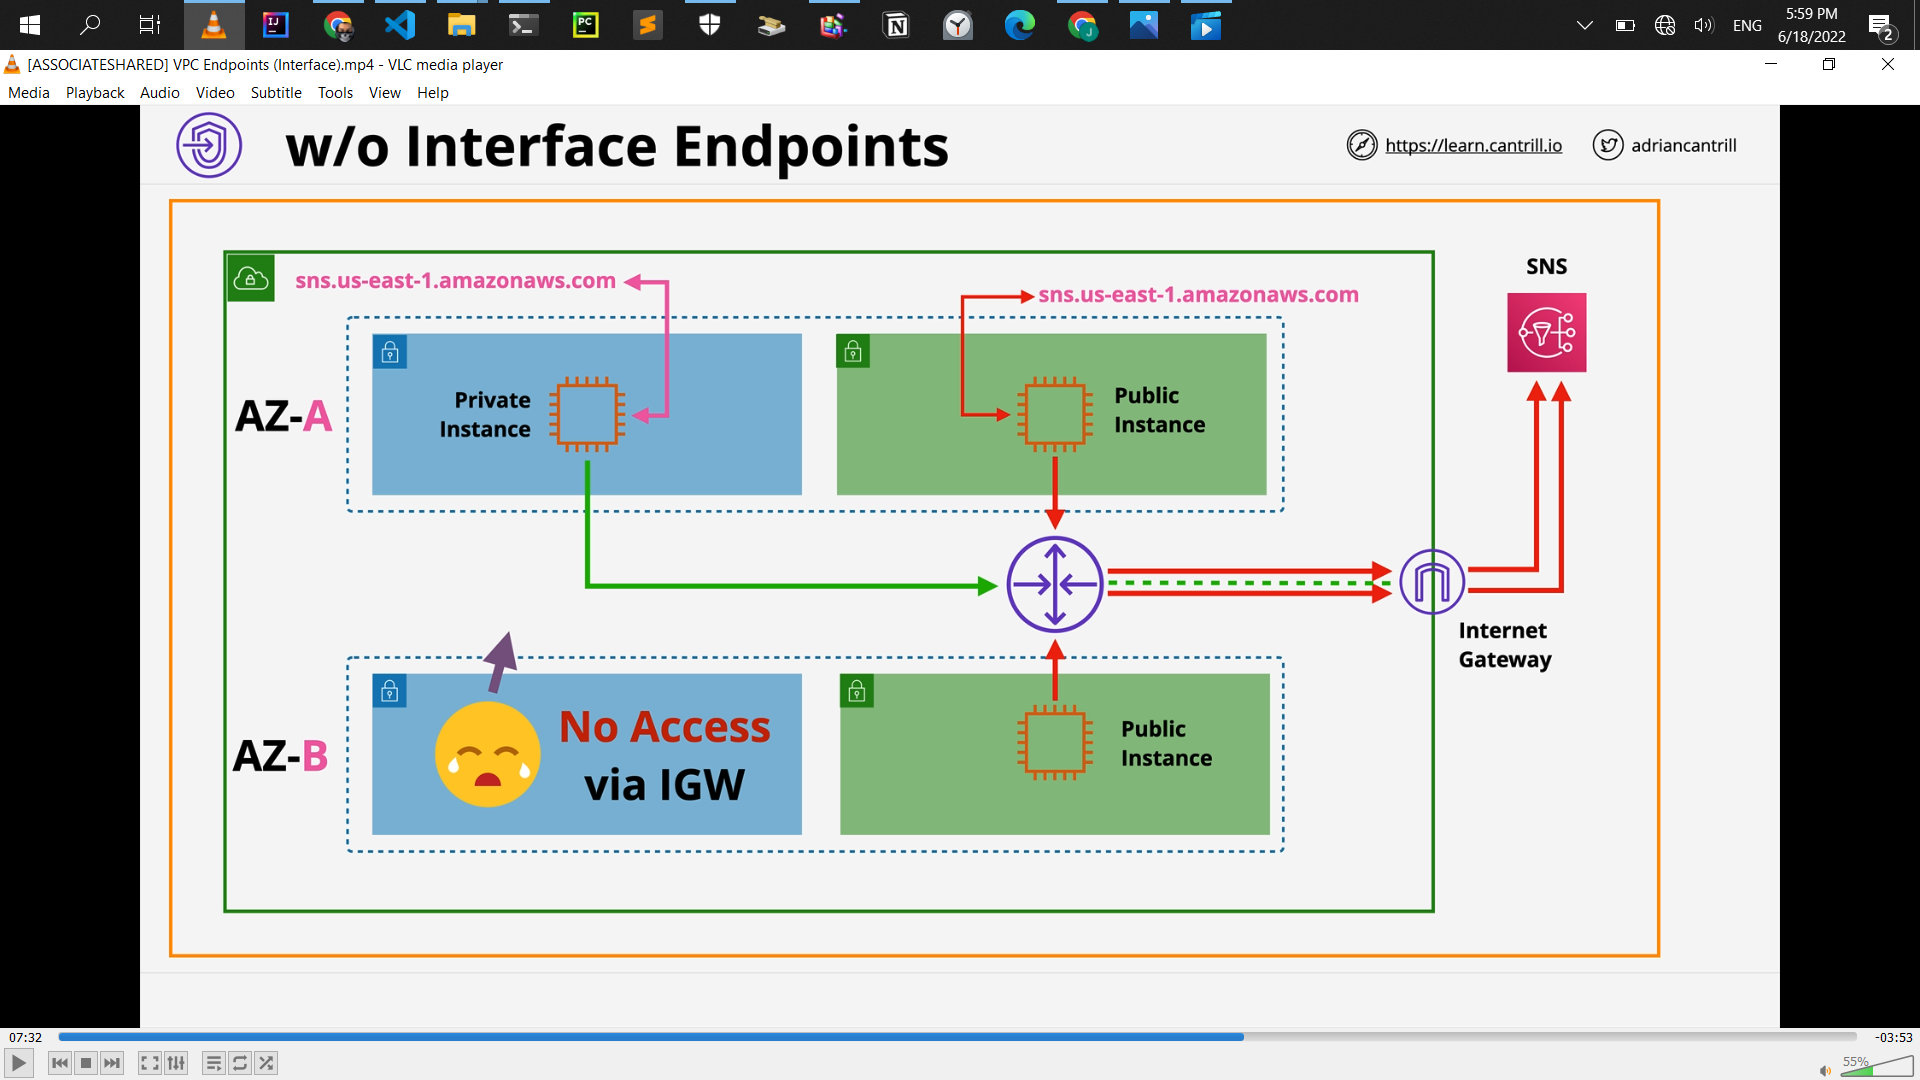 5:59 PM
ENG
6/18/2022
2
[ASSOCIATESHARED] VPC Endpoints (Interface).mp4 - VLC media player
Media Playback Audio Video Subtitle Tools View Help
w/o Interface Endpoints
https://learn.cantrill.io
adriancantrill
sns.us-east-1.amazonaws.com
sns.us-east-1.amazonaws.com
SNS
AZ-A
Private
Instance
Public
Instance
Internet
Gateway
AZ-B
No Access
via IGW
Public
Instance
07:32
-03:53
55%